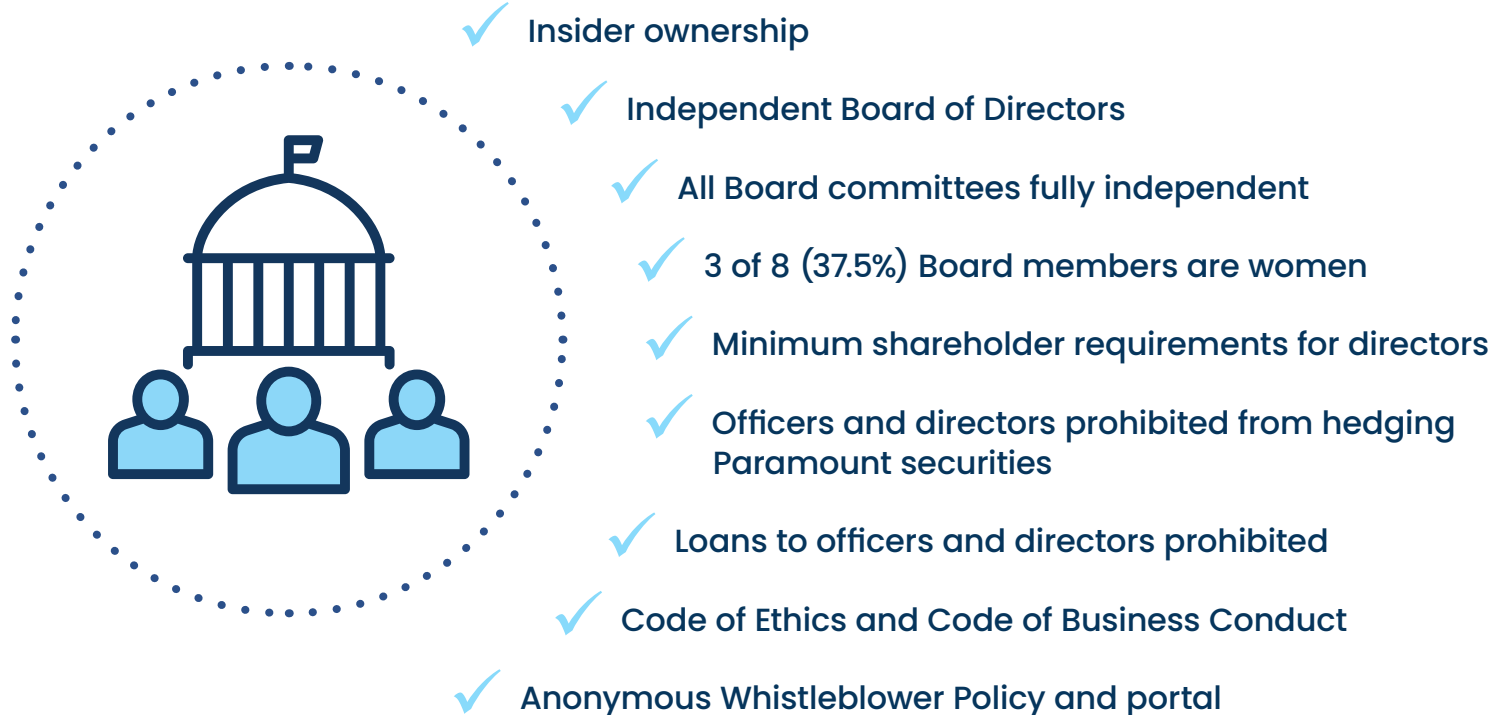 Insider ownership
Independent Board of Directors
All Board committees fully independent
3 of 8 (37.5%) Board members are women
Minimum shareholder requirements for directors
Officers and directors prohibited from hedging
Paramount securities
Loans to officers and directors prohibited
Code of Ethics and Code of Business Conduct
Anonymous Whistleblower Policy and portal